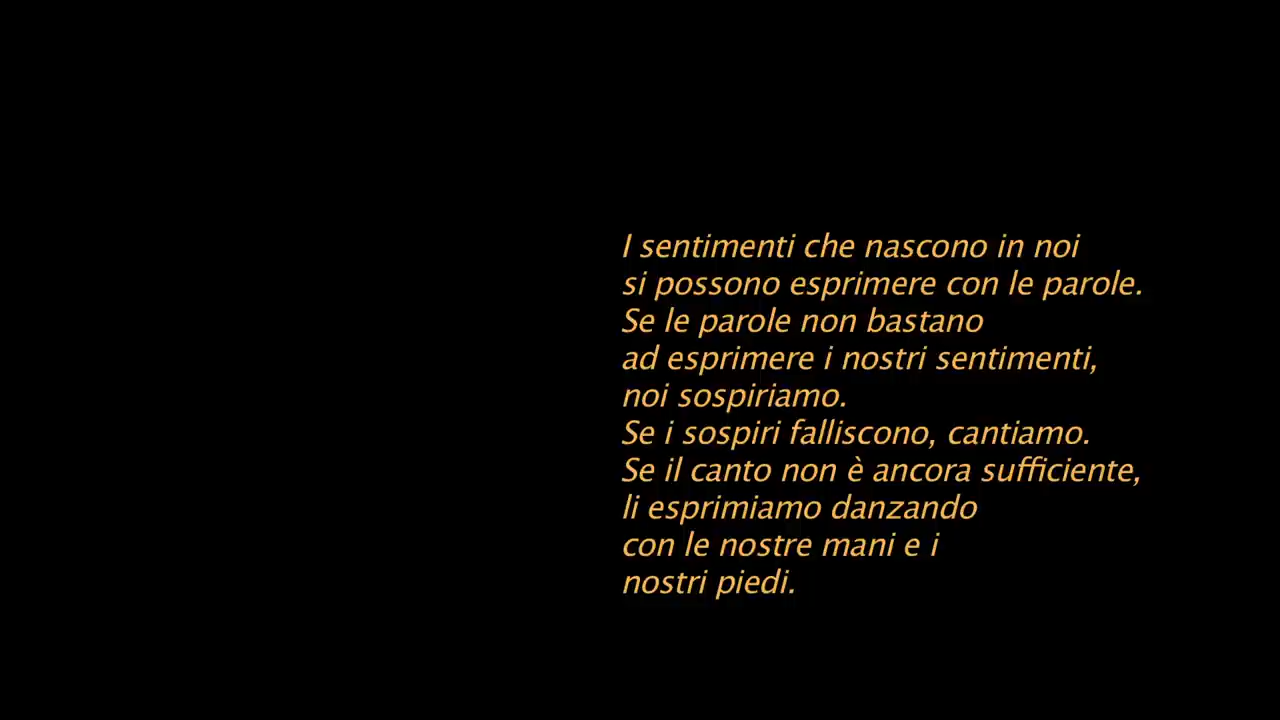 I sentimenti che nascono in noi
si possono esprimere con le parole.
Se le parole non bastano
ad esprimere i nostri sentimenti,
noi sospiriamo.
Se i sospiri falliscono, cantiamo.
Se il canto non è ancora sufficiente,
li esprimiamo danzando
con le nostre mani e i
nostri piedi.